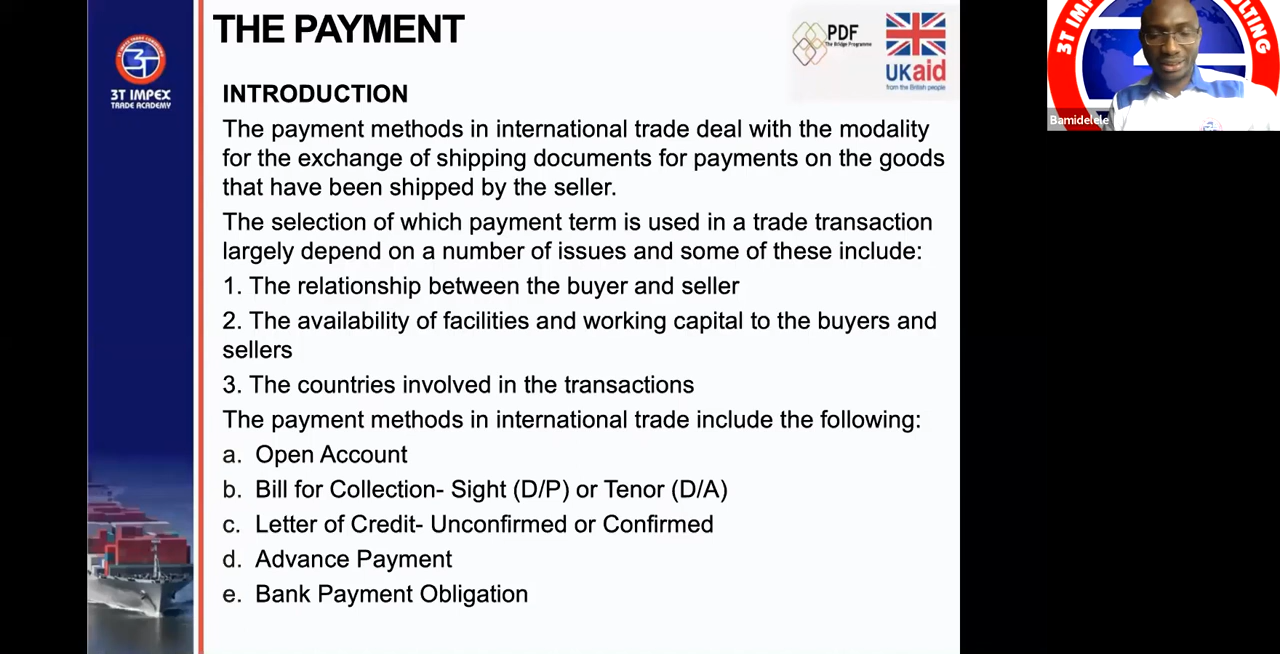 THE PAYMENT
PDF
The Bridge Programme
UKaid
from the British people
3T IMPEX
TRADE ACADEMY
INTRODUCTION
The payment methods in international trade deal with the modality
for the exchange of shipping documents for payments on the goods
that have been shipped by the seller.
The selection of which payment term is used in a trade transaction
largely depend on a number of issues and some of these include:
1. The relationship between the buyer and seller
2. The availability of facilities and working capital to the buyers and
sellers
3. The countries involved in the transactions
The payment methods in international trade include the following:
a. Open Account
b. Bill for Collection- Sight (D/P) or Tenor (D/A)
c. Letter of Credit- Unconfirmed or Confirmed
d. Advance Payment
e. Bank Payment Obligation
Bamidelele